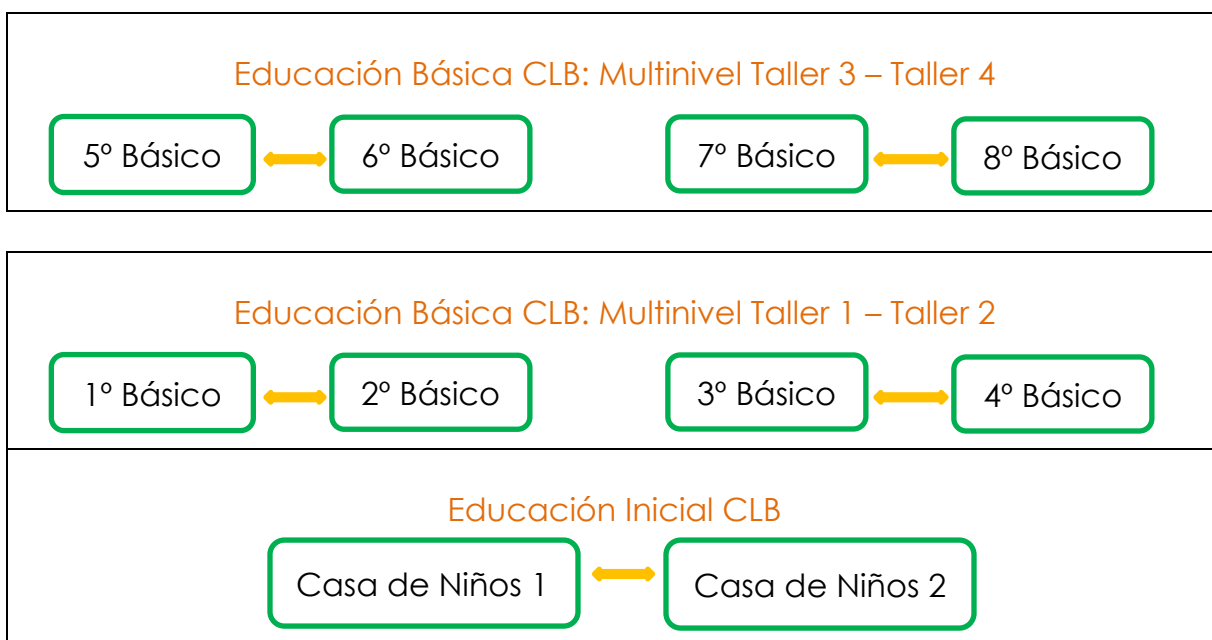 Educación Básica CLB: Multinivel Taller 3 – Taller 4
5º Básico 6º Básico 7º Básico 8º Básico
Educación Básica CLB: Multinivel Taller 1 – Taller 2
1º Básico 2º Básico 3º Básico 4º Básico
Educación Inicial CLB
Casa de Niños 1 Casa de Niños 2